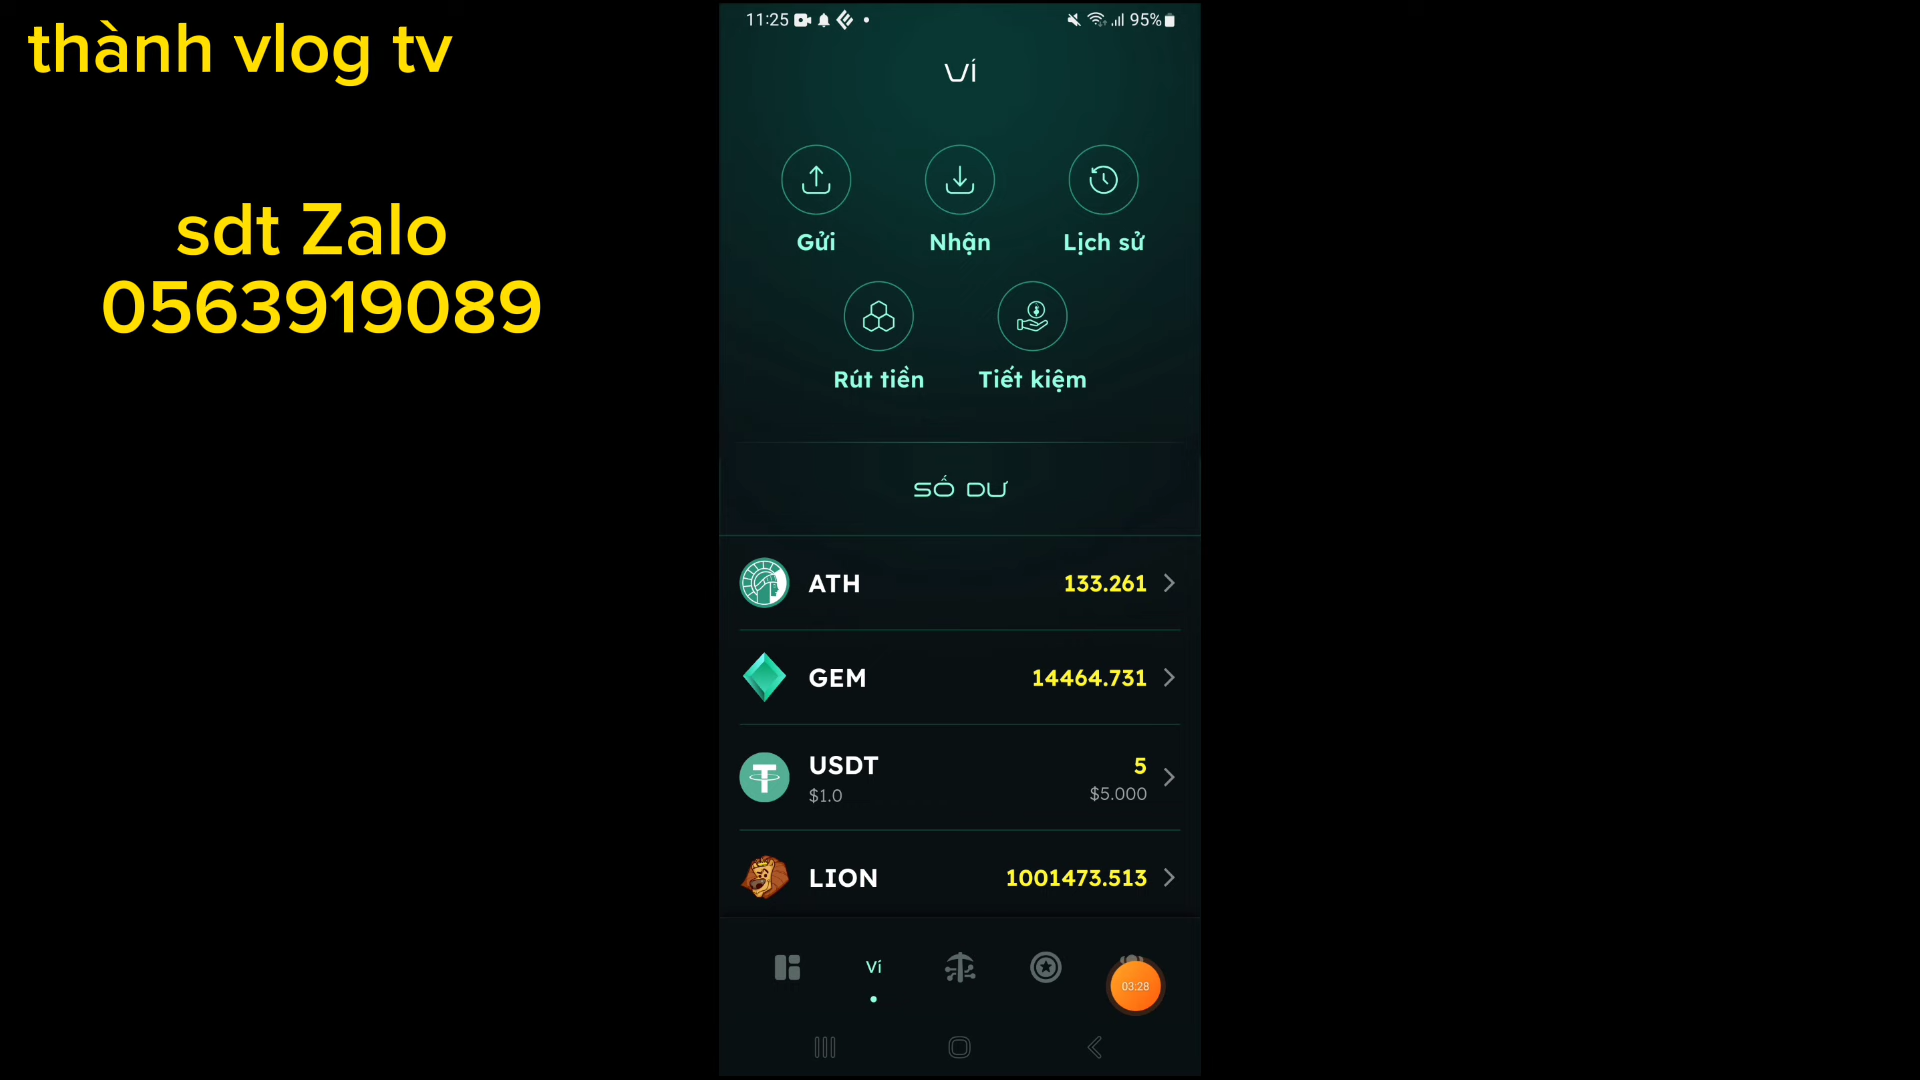 thành vlog tv
sdt Zalo
0563919089
11:25
95%
Ví
Gửi
Nhận
Lịch sử
Rút tiền
Tiết kiệm
SỐ DƯ
ATH
133.261
GEM
14464.731
USDT
5
$1.0
$5.000
LION
1001473.513
Ví
03:28